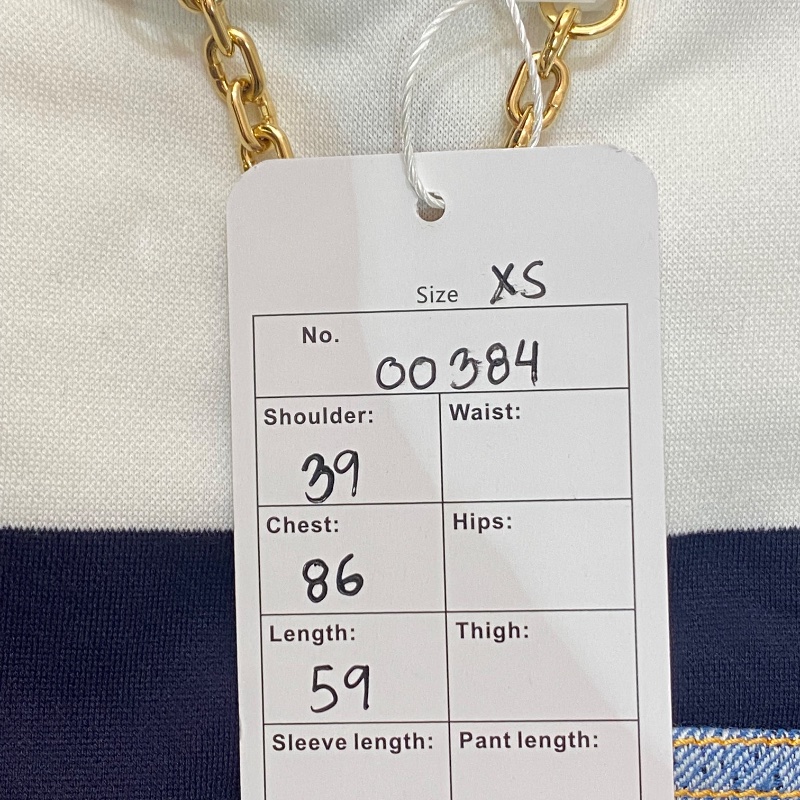 Size XS
No.
00384
Shoulder: Waist:
39
Chest: Hips:
86
Length: Thigh:
59
Sleeve length: Pant length: